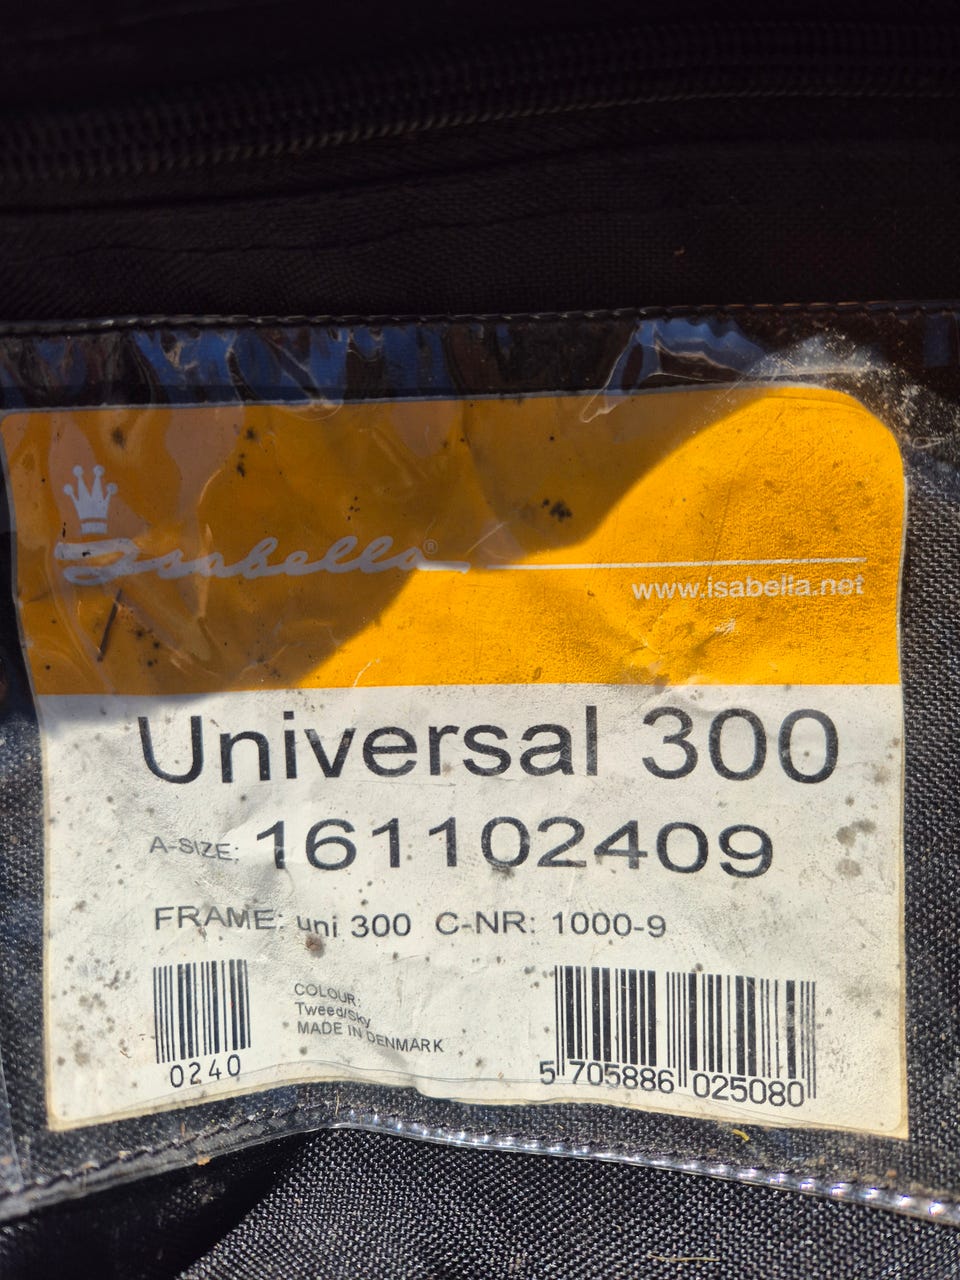 Isabella®
www.isabella.net
Universal 300
A-SIZE: 161102409
FRAME: uni 300 C-NR: 1000-9
COLOUR:
Tweed/Sky
MADE IN DENMARK
0240
5 705886 025080